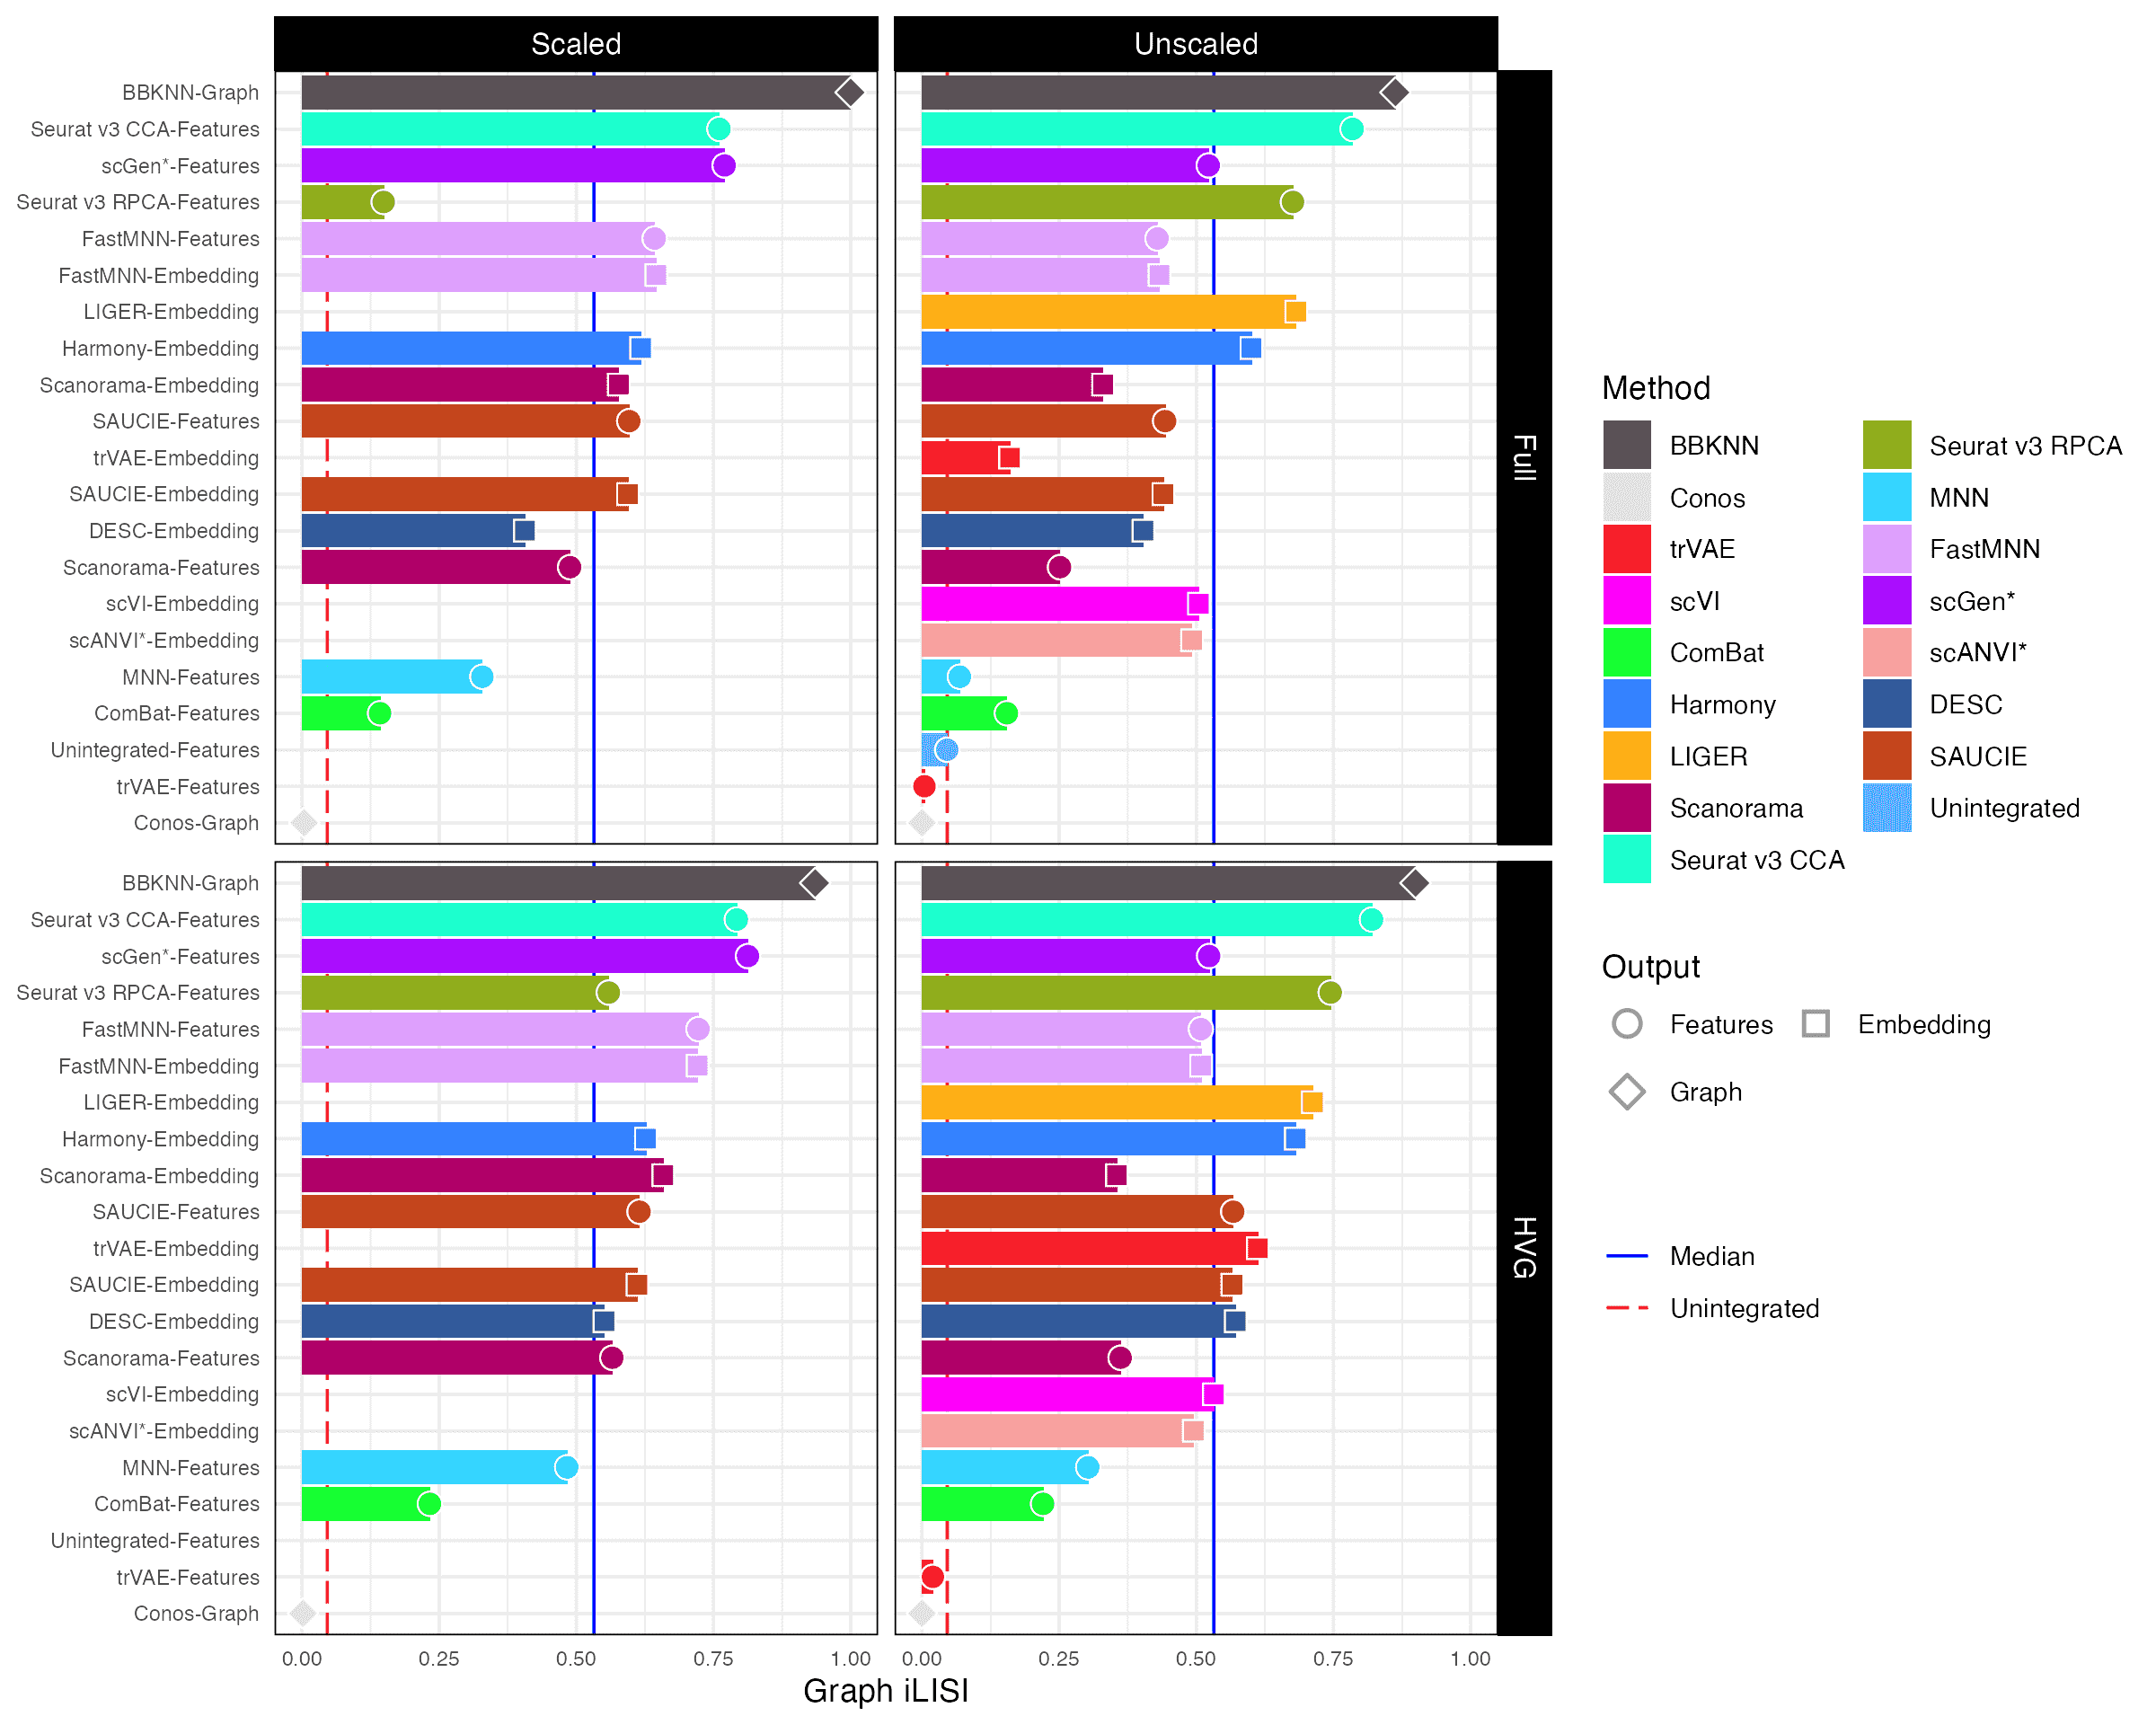 Scaled
Unscaled
BBKNN-Graph
Seurat v3 CCA-Features
scGen*-Features
Seurat v3 RPCA-Features
FastMNN-Features
FastMNN-Embedding
LIGER-Embedding
Harmony-Embedding
Scanorama-Embedding
SAUCIE-Features
trVAE-Embedding
SAUCIE-Embedding
DESC-Embedding
Scanorama-Features
scVI-Embedding
scANVI*-Embedding
MNN-Features
ComBat-Features
Unintegrated-Features
trVAE-Features
Conos-Graph
Full
BBKNN-Graph
Seurat v3 CCA-Features
scGen*-Features
Seurat v3 RPCA-Features
FastMNN-Features
FastMNN-Embedding
LIGER-Embedding
Harmony-Embedding
Scanorama-Embedding
SAUCIE-Features
trVAE-Embedding
SAUCIE-Embedding
DESC-Embedding
Scanorama-Features
scVI-Embedding
scANVI*-Embedding
MNN-Features
ComBat-Features
Unintegrated-Features
trVAE-Features
Conos-Graph
HVG
0.00 0.25 0.50 0.75 1.00 0.00 0.25 0.50 0.75 1.00
Graph iLISI
Method
BBKNN Seurat v3 RPCA
Conos MNN
trVAE FastMNN
scVI scGen*
ComBat scANVI*
Harmony DESC
LIGER SAUCIE
Scanorama Unintegrated
Seurat v3 CCA
Output
Features Embedding
Graph
Median
Unintegrated